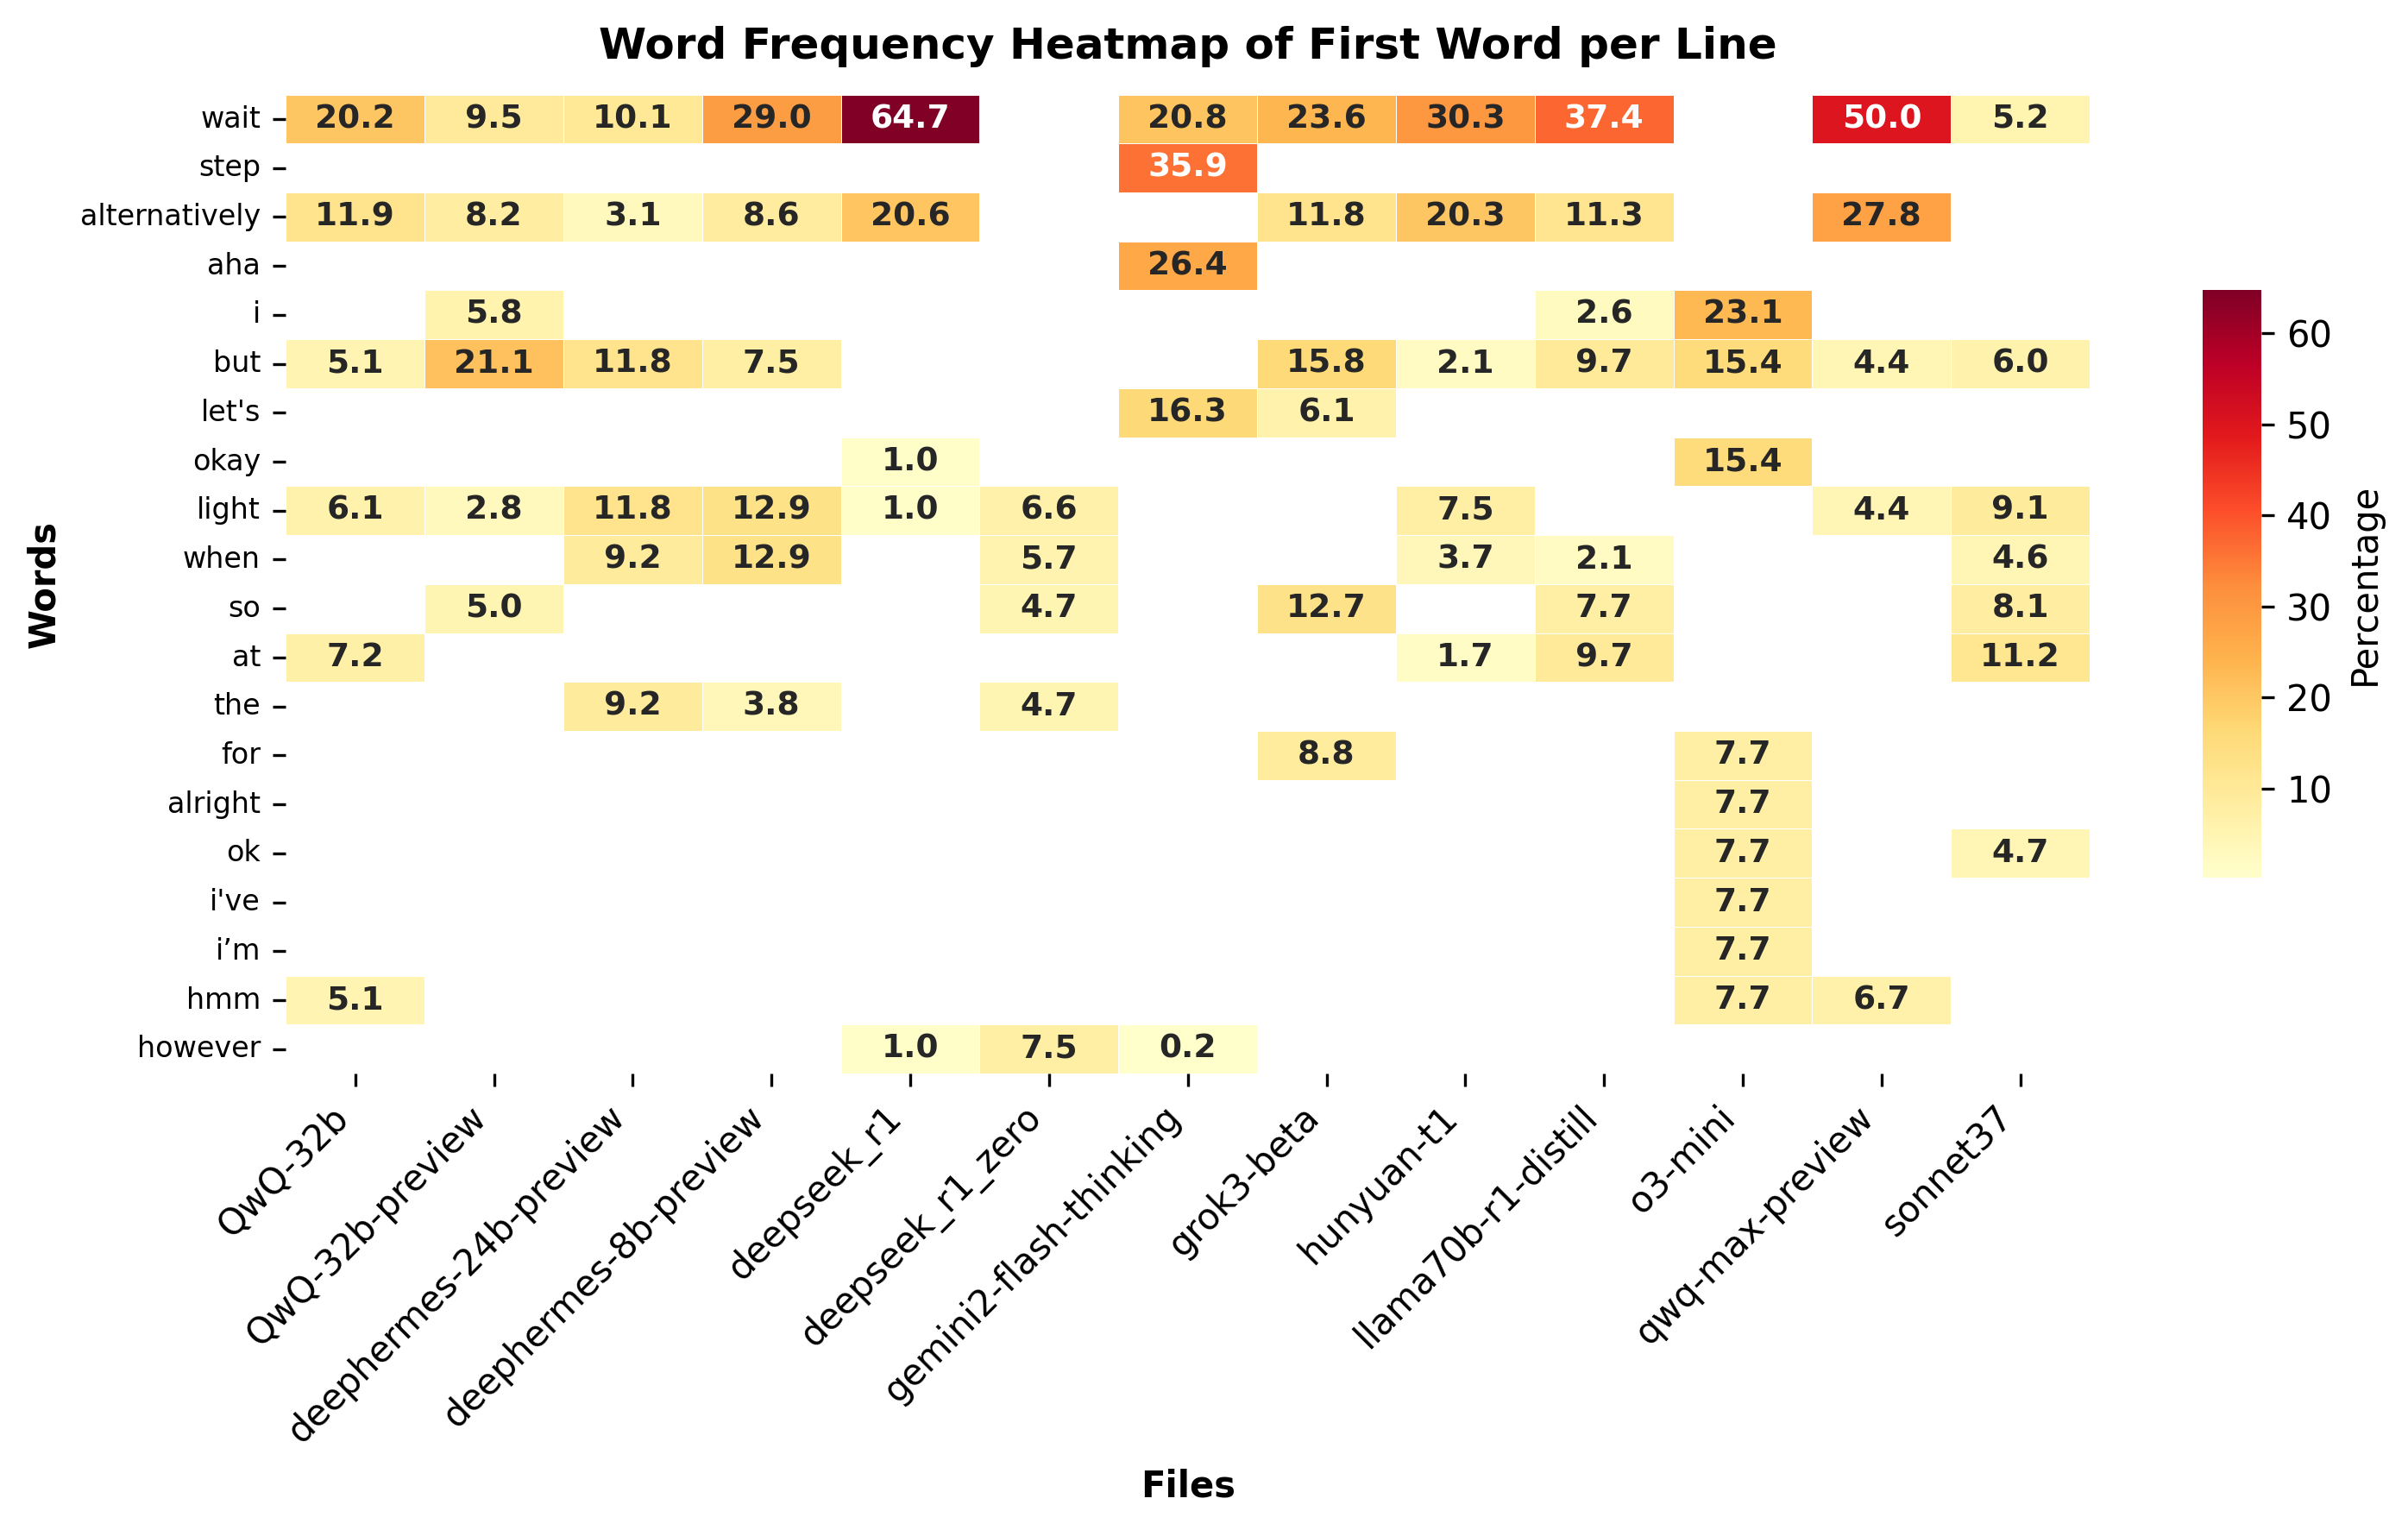 Word Frequency Heatmap of First Word per Line
wait 20.2 9.5 10.1 29.0 64.7 20.8 23.6 30.3 37.4 50.0 5.2
step 35.9
alternatively 11.9 8.2 3.1 8.6 20.6 11.8 20.3 11.3 27.8
aha 26.4
i 5.8 2.6 23.1
but 5.1 21.1 11.8 7.5 15.8 2.1 9.7 15.4 4.4 6.0
let's 16.3 6.1
okay 1.0 15.4
light 6.1 2.8 11.8 12.9 1.0 6.6 7.5 4.4 9.1
when 9.2 12.9 5.7 3.7 2.1 4.6
so 5.0 4.7 12.7 7.7 8.1
at 7.2 1.7 9.7 11.2
the 9.2 3.8 4.7
for 8.8 7.7
alright 7.7
ok 7.7 4.7
i've 7.7
i’m 7.7
hmm 5.1 7.7 6.7
however 1.0 7.5 0.2
Words
QwQ-32b
QwQ-32b-preview
deephermes-24b-preview
deephermes-8b-preview
deepseek_r1
deepseek_r1_zero
gemini2-flash-thinking
grok3-beta
hunyuan-t1
llama70b-r1-distill
o3-mini
qwq-max-preview
sonnet37
Files
60
50
40
30
20
10
Percentage